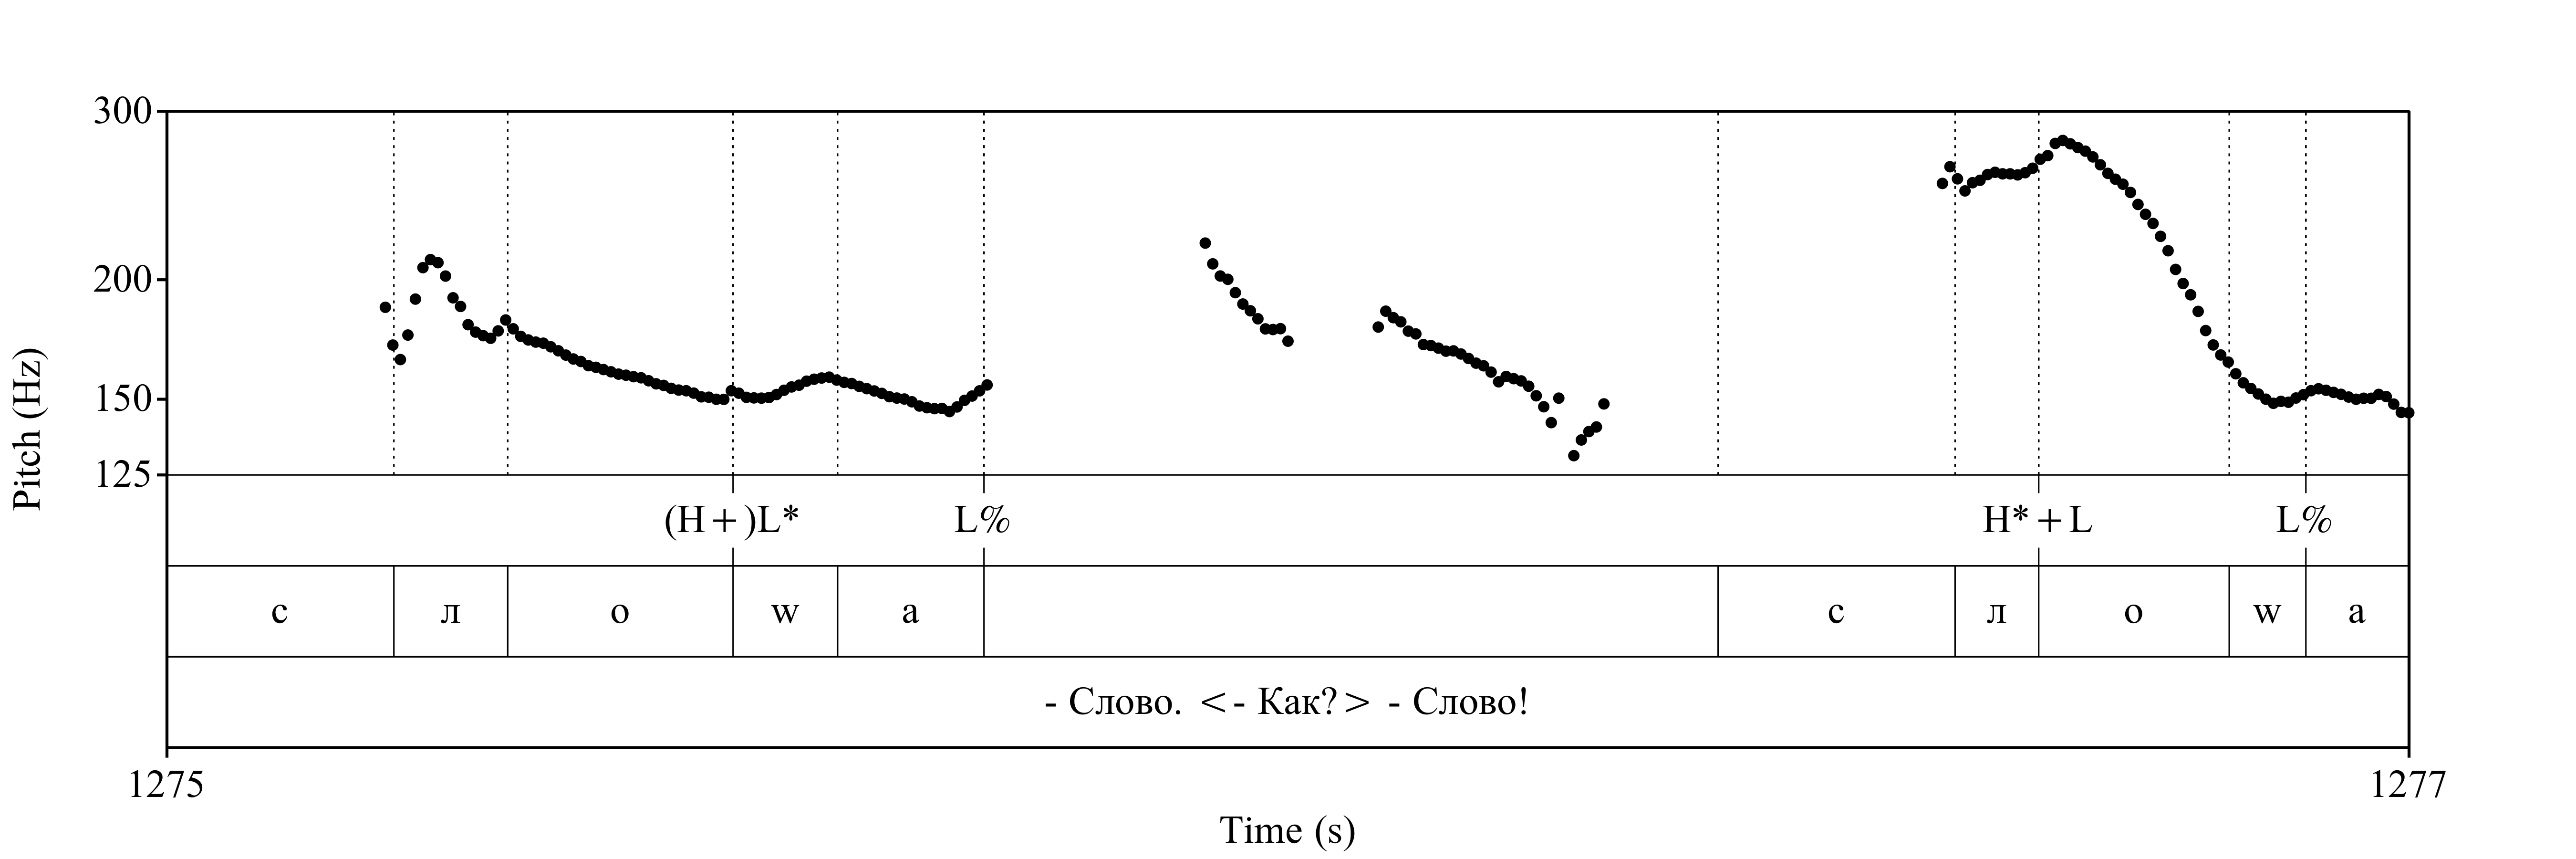 300
200
150
125
Pitch (Hz)
(H+)L* L% H*+L L%
с л о w а с л о w а
- Слово. <- Как?> - Слово!
1275 1277
Time (s)